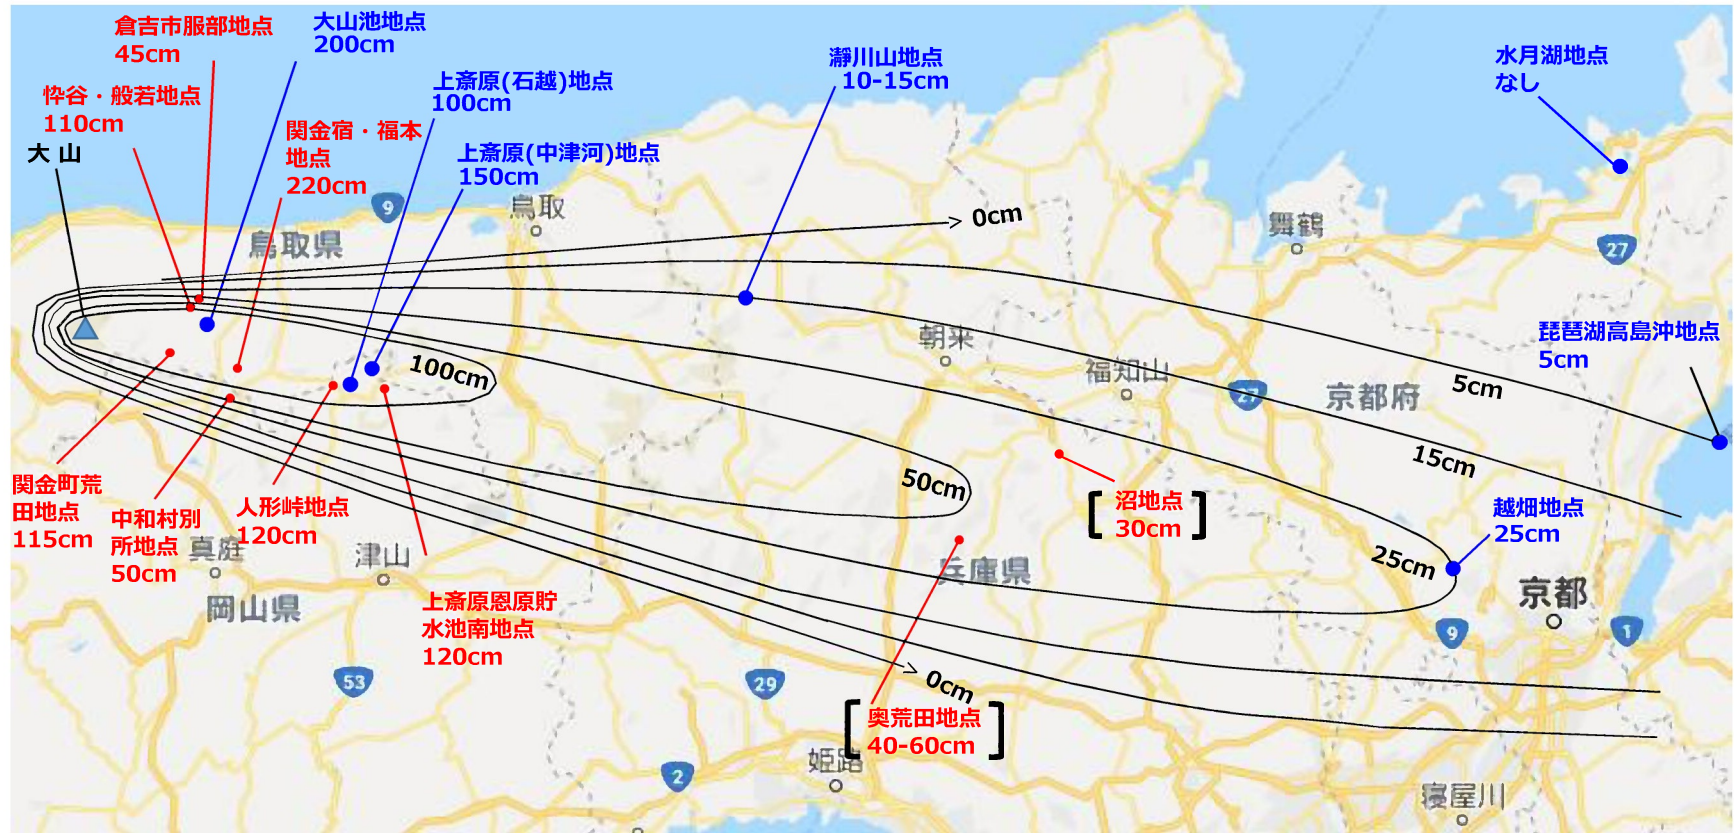 倉吉市服部地点
45cm
大山池地点
200cm
上斎原(石越)地点
100cm
瀞川山地点
10-15cm
水月湖地点
なし
忰谷・般若地点
110cm
大 山
関金宿・福本
地点
220cm
上斎原(中津河)地点
150cm
9
鳥取
鳥取県
0cm
舞鶴
27
朝来
福知山
27
京都府
琵琶湖高島沖地点
5cm
100cm
5cm
15cm
50cm
25cm
関金町荒
田地点
115cm
中和村別
所地点
50cm
人形峠地点
120cm
沼地点
30cm
越畑地点
25cm
真庭
津山
岡山県
兵庫県
京都
上斎原恩原貯
水池南地点
120cm
9
1
53
29
0cm
奥荒田地点
40-60cm
姫路
2
寝屋川